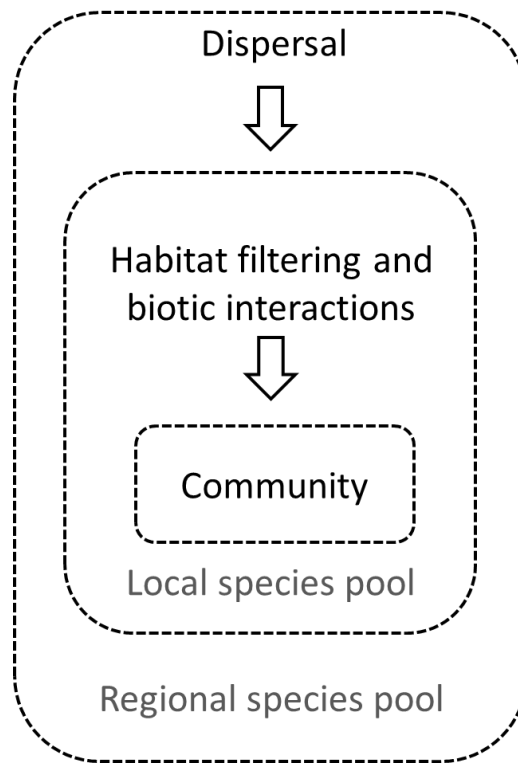 Dispersal
Habitat filtering and
biotic interactions
Community
Local species pool
Regional species pool